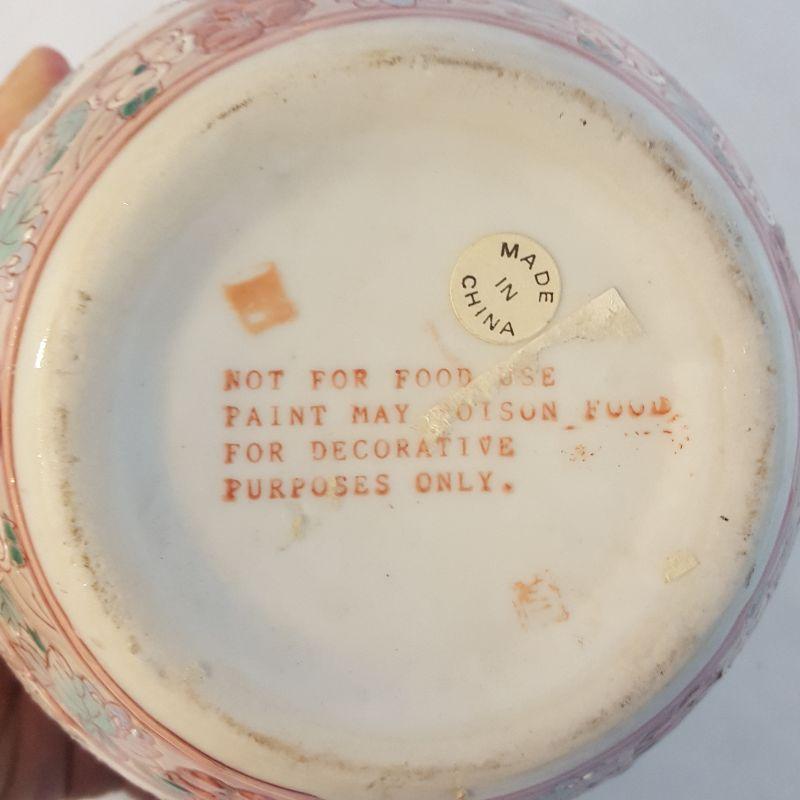 MADE
IN
CHINA
NOT FOR FOOD USE
PAINT MAY POISON FOOD
FOR DECORATIVE
PURPOSES ONLY.